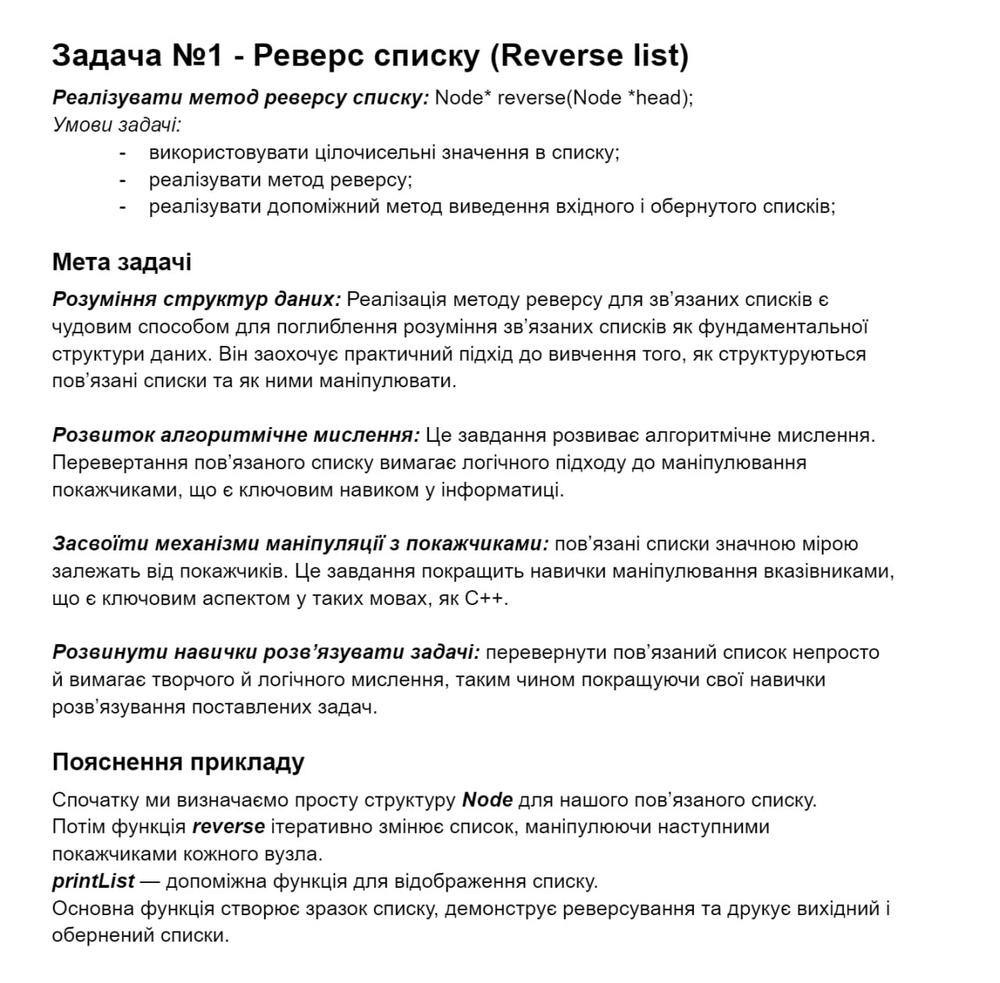 Задача №1 - Реверс списку (Reverse list)
Реалізувати метод реверсу списку: Node* reverse(Node *head);
Умови задачі:
- використовувати цілочисельні значення в списку;
- реалізувати метод реверсу;
- реалізувати допоміжний метод виведення вхідного і обернутого списків;
Мета задачі
Розуміння структур даних: Реалізація методу реверсу для зв’язаних списків є
чудовим способом для поглиблення розуміння зв’язаних списків як фундаментальної
структури даних. Він заохочує практичний підхід до вивчення того, як структуруються
пов’язані списки та як ними маніпулювати.
Розвиток алгоритмічне мислення: Це завдання розвиває алгоритмічне мислення.
Перевертання пов’язаного списку вимагає логічного підходу до маніпулювання
покажчиками, що є ключовим навиком у інформатиці.
Засвоїти механізми маніпуляції з покажчиками: пов’язані списки значною мірою
залежать від покажчиків. Це завдання покращить навички маніпулювання вказівниками,
що є ключовим аспектом у таких мовах, як C++.
Розвинути навички розв’язувати задачі: перевернути пов’язаний список непросто
й вимагає творчого й логічного мислення, таким чином покращуючи свої навички
розв’язування поставлених задач.
Пояснення прикладу
Спочатку ми визначаємо просту структуру Node для нашого пов’язаного списку.
Потім функція reverse ітеративно змінює список, маніпулюючи наступними
покажчиками кожного вузла.
printList — допоміжна функція для відображення списку.
Основна функція створює зразок списку, демонструє реверсування та друкує вихідний і
обернений списки.